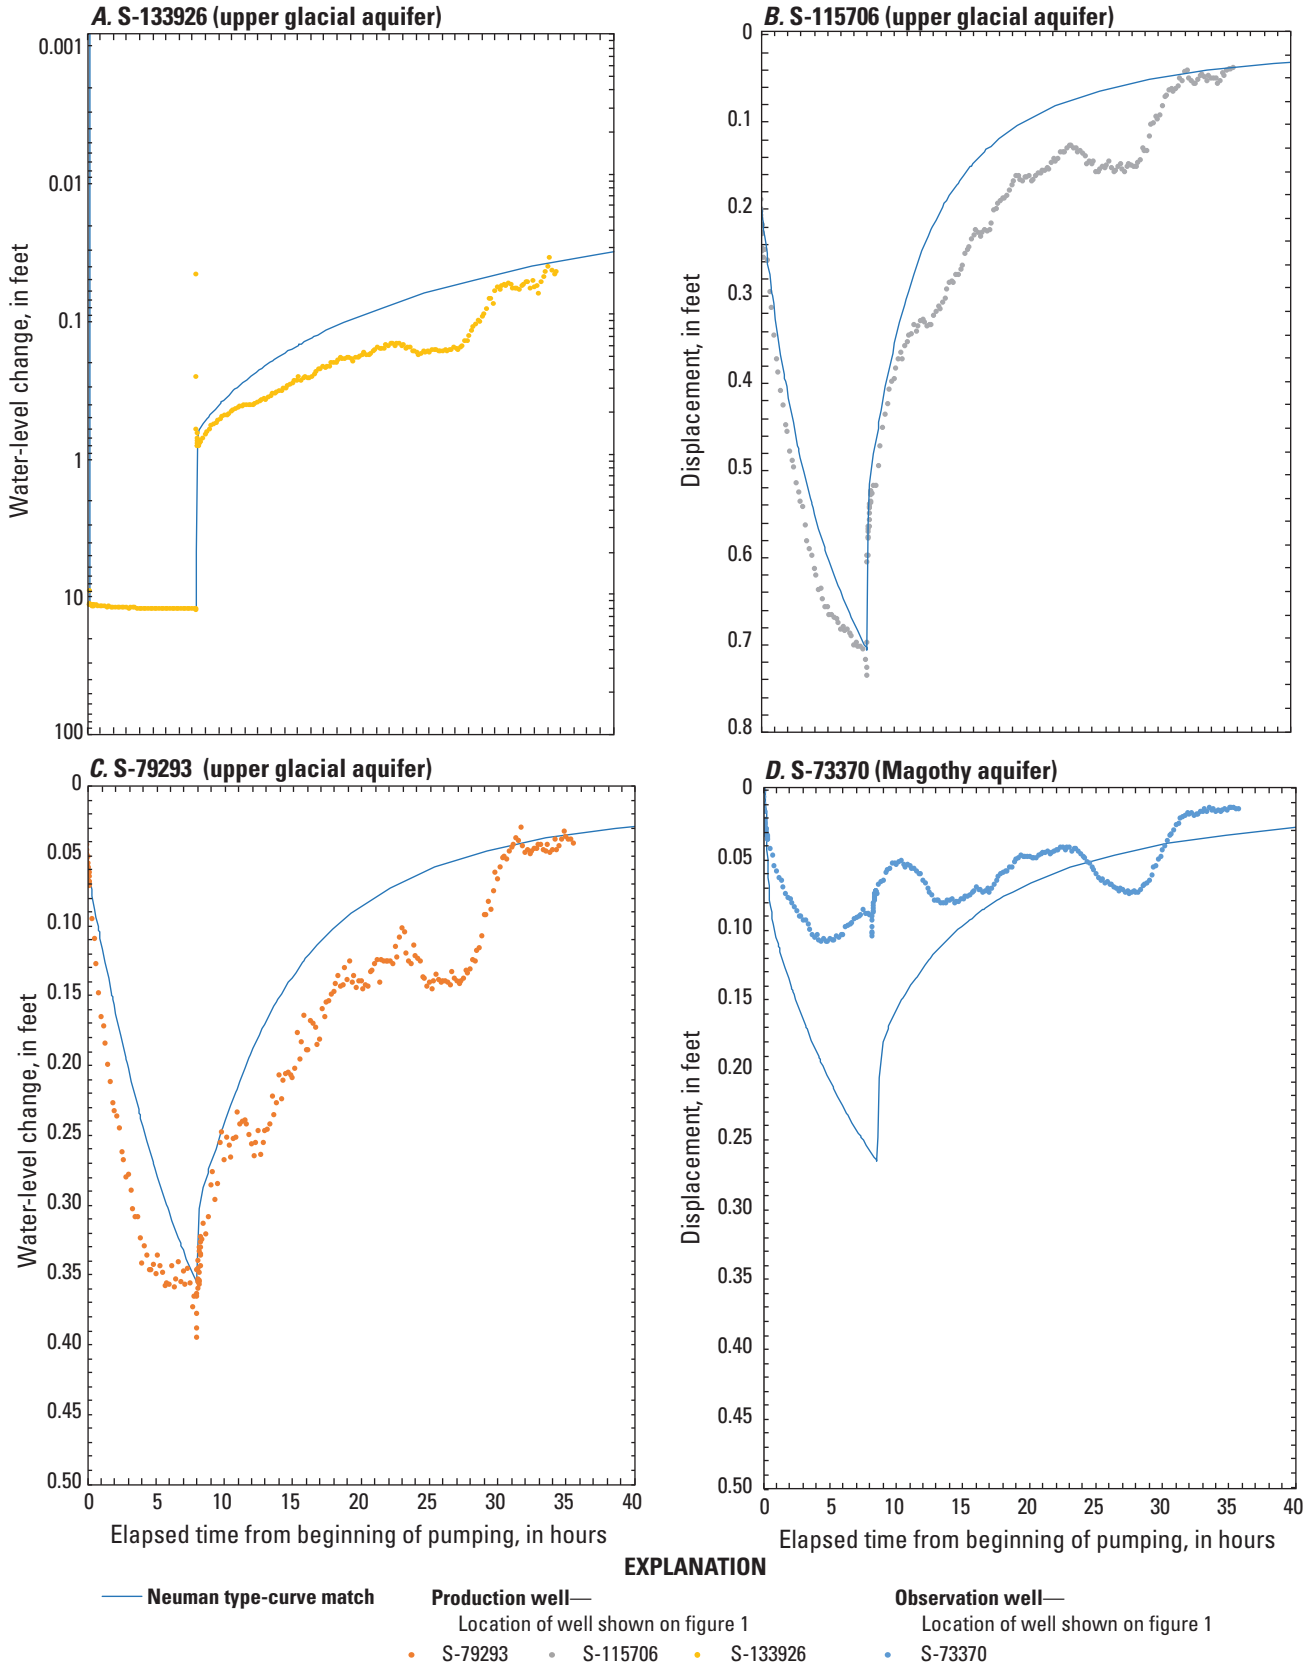 A. S-133926 (upper glacial aquifer)
0.001
0.01
0.1
1
10
100
Water-level change, in feet
B. S-115706 (upper glacial aquifer)
0
0.1
0.2
0.3
0.4
0.5
0.6
0.7
0.8
Displacement, in feet
C. S-79293 (upper glacial aquifer)
0
0.05
0.10
0.15
0.20
0.25
0.30
0.35
0.40
0.45
0.50
Water-level change, in feet
0 5 10 15 20 25 30 35 40
Elapsed time from beginning of pumping, in hours
D. S-73370 (Magothy aquifer)
0
0.05
0.10
0.15
0.20
0.25
0.30
0.35
0.40
0.45
0.50
Displacement, in feet
0 5 10 15 20 25 30 35 40
Elapsed time from beginning of pumping, in hours
EXPLANATION
Neuman type-curve match
Production well—
Location of well shown on figure 1
S-79293 S-115706 S-133926
Observation well—
Location of well shown on figure 1
S-73370